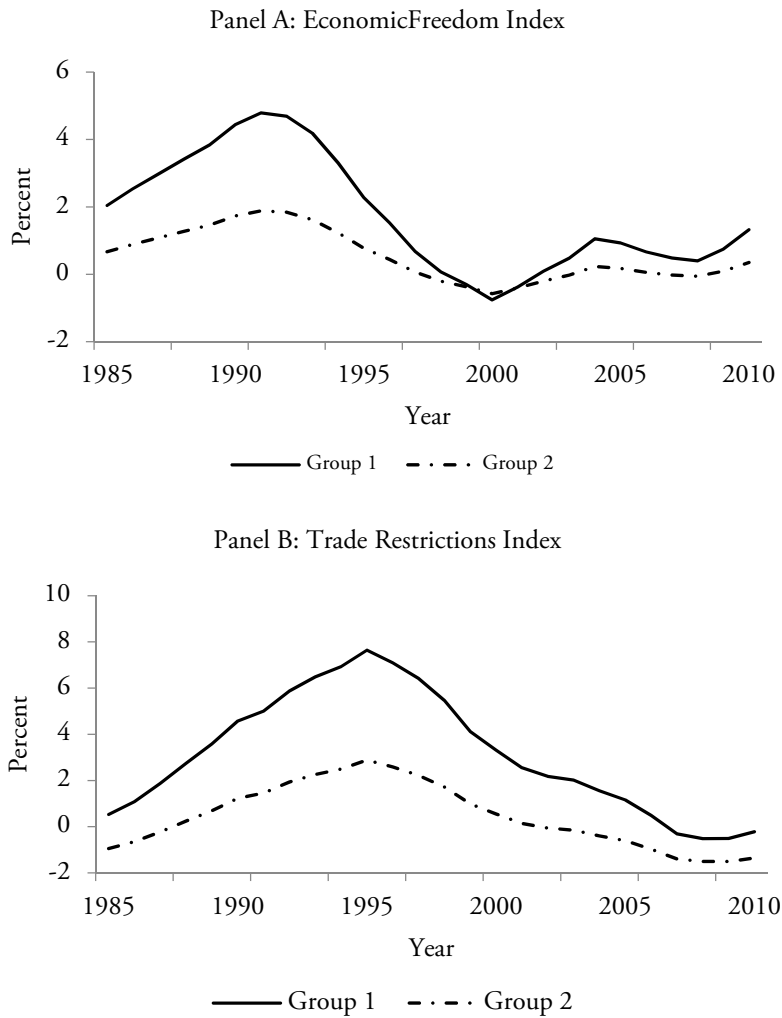 Panel A: EconomicFreedom Index
6
4
2
0
-2
Percent
1985 1990 1995 2000 2005 2010
Year
Group 1 Group 2
Panel B: Trade Restrictions Index
10
8
6
4
2
0
-2
Percent
1985 1990 1995 2000 2005 2010
Year
Group 1 Group 2